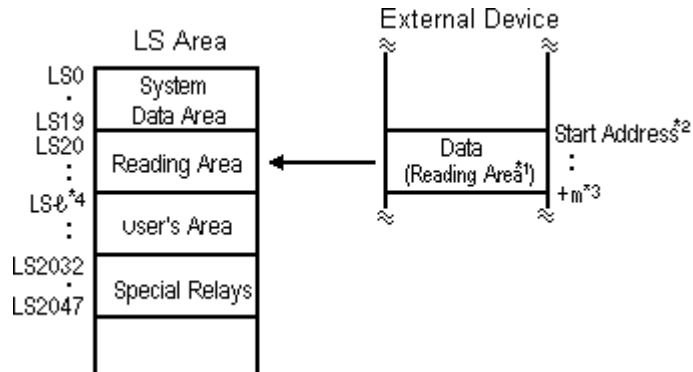 External Device
LS Area
LS0
System
Data Area
LS19
LS20
Reading Area
Data
(Reading Area*1)
Start Address*2
+m*3
LSℓ*4
User's Area
LS2032
Special Relays
LS2047